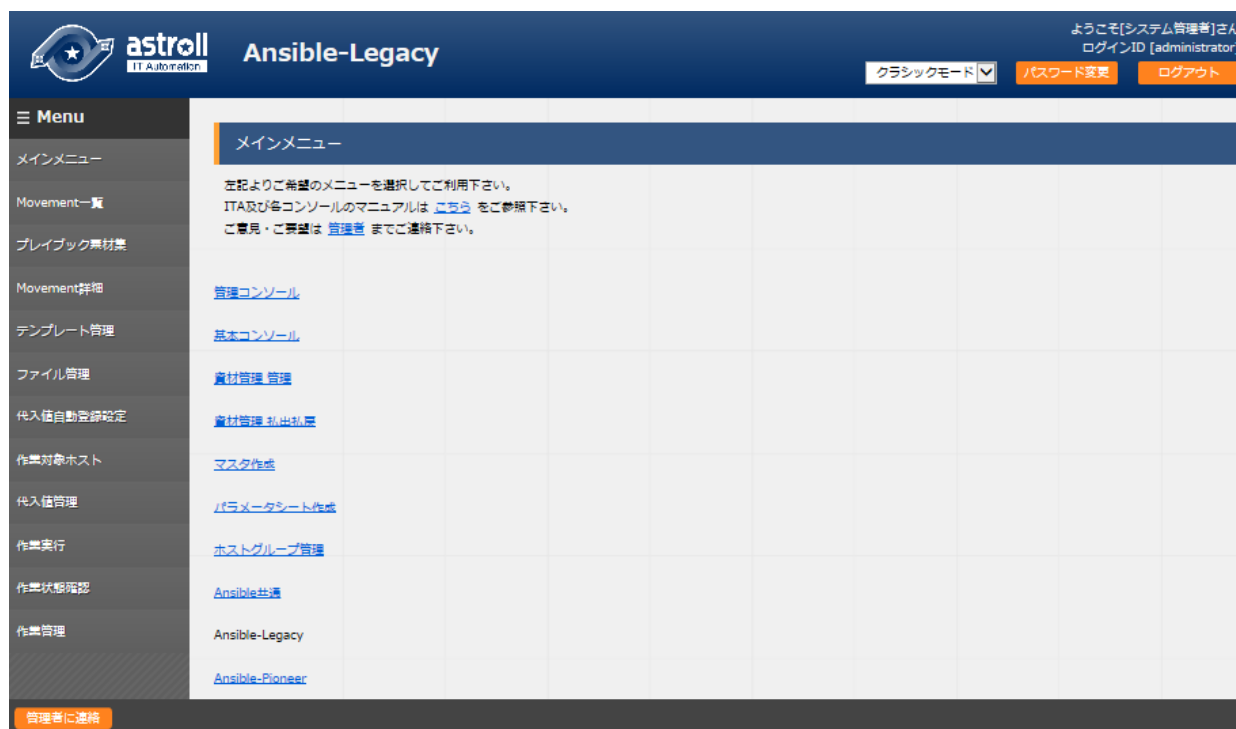 astroll
IT Automation
Ansible-Legacy
ようこそ[システム管理者]さん
ログインID [administrator]
クラシックモード
パスワード変更
ログアウト
☰ Menu
メインメニュー
Movement一覧
プレイブック素材集
Movement詳細
テンプレート管理
ファイル管理
代入値自動登録設定
作業対象ホスト
代入値管理
作業実行
作業状態確認
作業管理
メインメニュー
左記よりご希望のメニューを選択してご利用下さい。
ITA及び各コンソールのマニュアルは こちら をご参照下さい。
ご意見・ご要望は 管理者 までご連絡下さい。
管理コンソール
基本コンソール
資材管理 管理
資材管理 払出払戻
マスタ作成
パラメータシート作成
ホストグループ管理
Ansible共通
Ansible-Legacy
Ansible-Pioneer
管理者に連絡